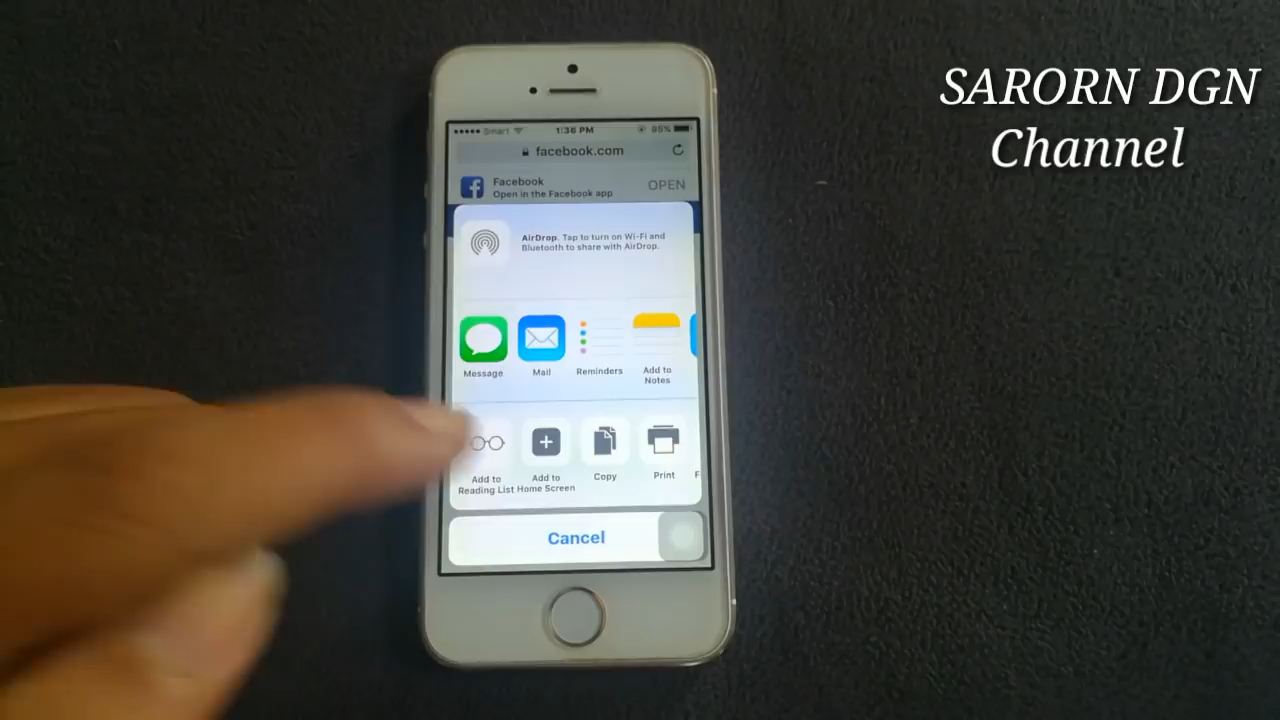 SARORN DGN
Channel
Smart 1:36 PM 85%
facebook.com
Facebook
Open in the Facebook app
OPEN
AirDrop. Tap to turn on Wi-Fi and
Bluetooth to share with AirDrop.
Message
Mail
Reminders
Add to
Notes
Add to
Reading List
Add to
Home Screen
Copy
Print
F
Cancel